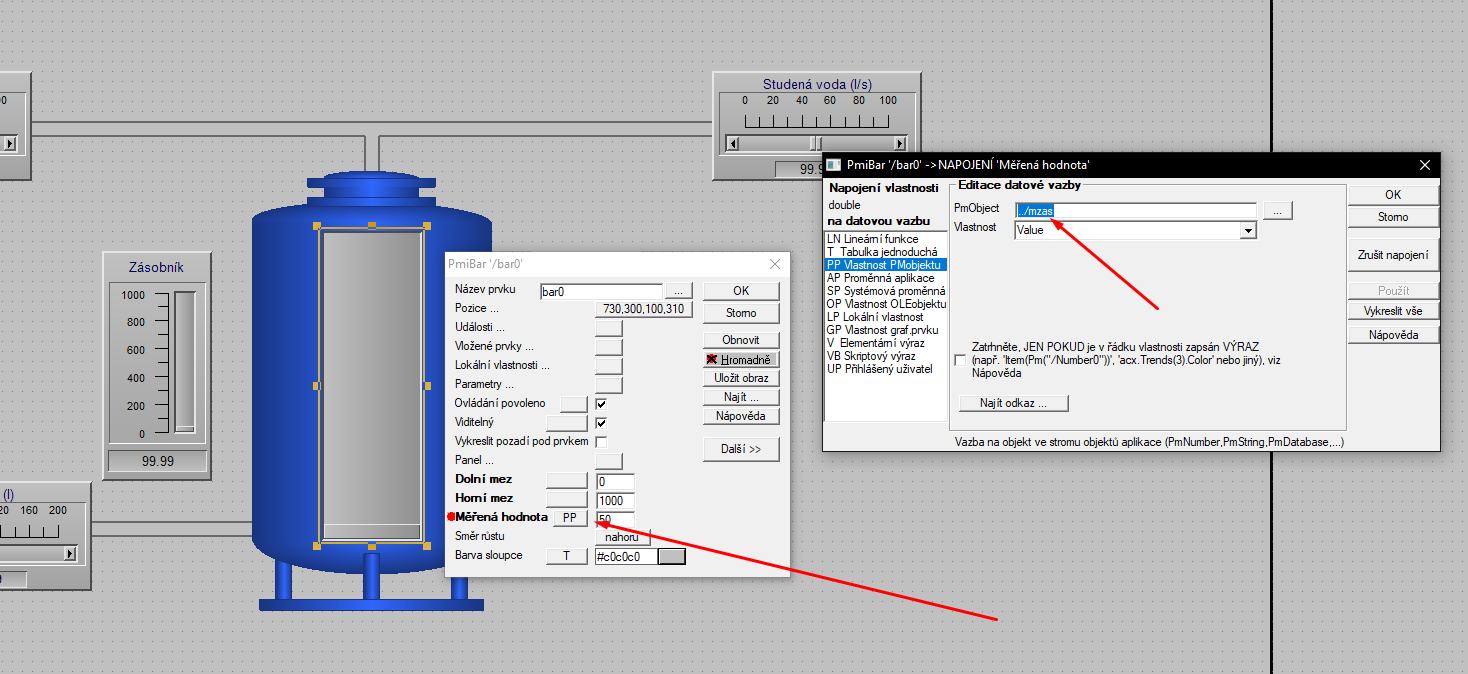 00
Studená voda (l/s)
0 20 40 60 80 100
Zásobník
1000
800
600
400
200
0
99.99
(l)
20 160 200
PmiBar '/bar0'
Název prvku bar0 ... OK
Pozice ... 730,300,100,310 Storno
Události ...
Vložené prvky ... Obnovit
Lokální vlastnosti ... Hromadně
Parametry ... Uložit obraz
Ovládání povoleno Najít ...
Viditelný Nápověda
Vykreslit pozadí pod prvkem
Panel ... Další >>
Dolní mez 0
Horní mez 1000
Měřená hodnota PP 50
Směr růstu nahoru
Barva sloupce T #c0c0c0
99.9
PmiBar '/bar0' ->NAPOJENÍ 'Měřená hodnota'
Napojení vlastnosti
double
na datovou vazbu
LN Lineární funkce
T Tabulka jednoduchá
PP Vlastnost PMobjektu
AP Proměnná aplikace
SP Systémová proměnná
OP Vlastnost OLEobjektu
LP Lokální vlastnost
GP Vlastnost graf.prvku
V Elementární výraz
VB Skriptový výraz
UP Přihlášený uživatel
Editace datové vazby
PmObject ../mzas ...
Vlastnost Value
Zatrhněte, JEN POKUD je v řádku vlastnosti zapsán VÝRAZ
(např. 'Item(Pm("/Number0"))', 'acx.Trends(3).Color' nebo jiný), viz
Nápověda
Najít odkaz ...
Vazba na objekt ve stromu objektů aplikace (PmNumber,PmString,PmDatabase,...)
OK
Storno
Zrušit napojení
Použít
Vykreslit vše
Nápověda